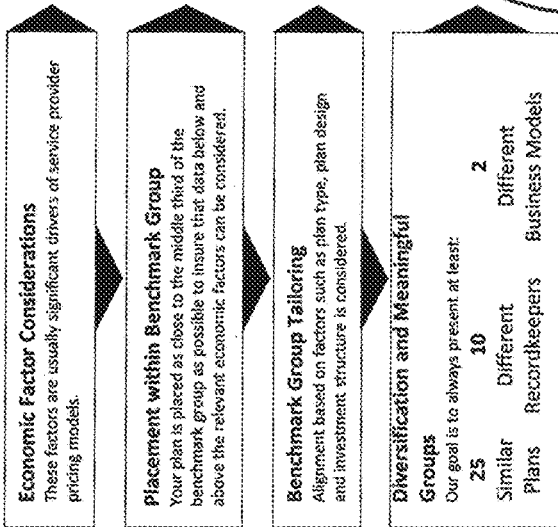 Economic Factor Considerations
These factors are usually significant drivers of service provider
pricing models.
Placement within Benchmark Group
Your plan is placed as close to the middle third of the
benchmark group as possible to insure that data below and
above the relevant economic factors can be considered.
Benchmark Group Tailoring
Alignment based on factors such as plan type, plan design
and investment structure is considered.
Diversification and Meaningful
Groups
Our goal is to always present at least:
25 10 2
Similar Different Different
Plans Recordkeepers Business Models